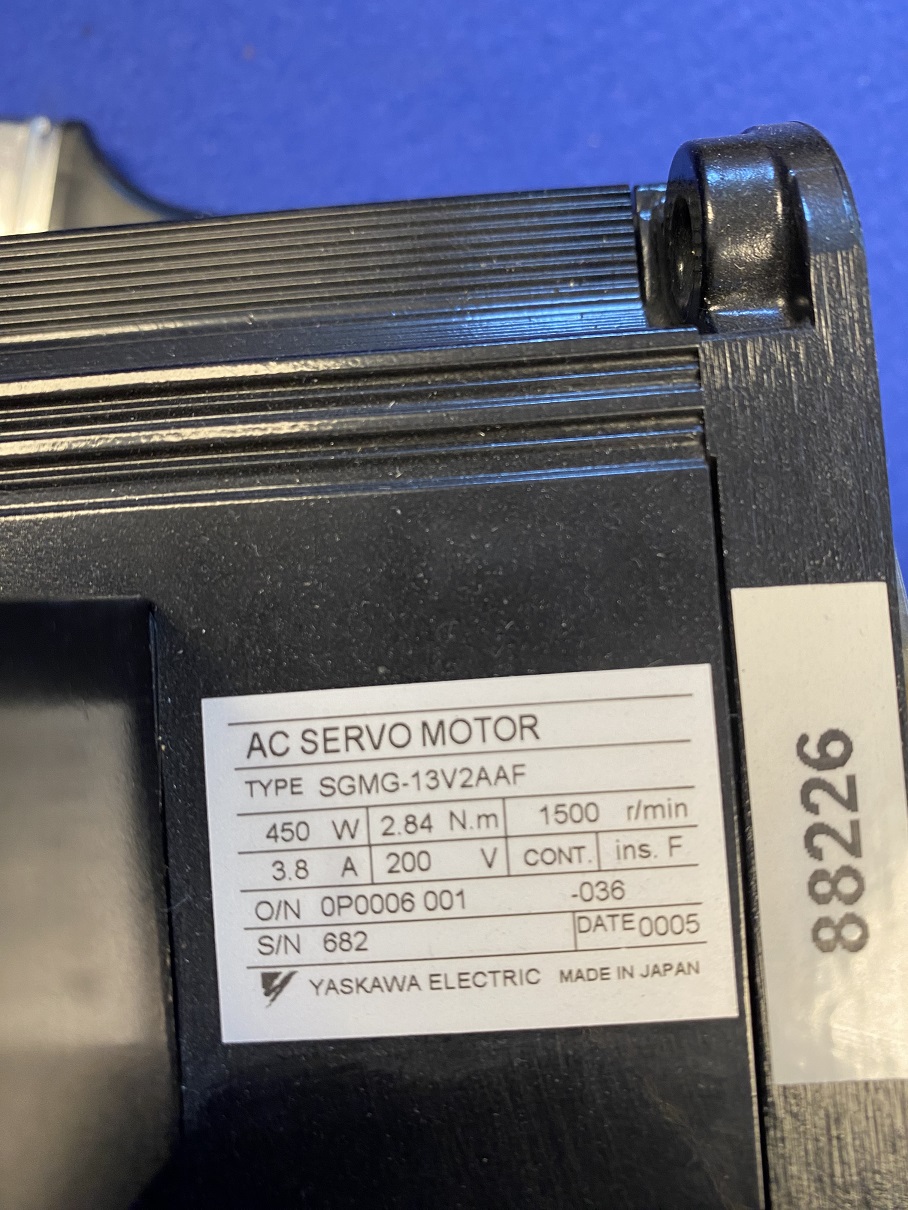 AC SERVO MOTOR
TYPE SGMG-13V2AAF
450 W 2.84 N.m 1500 r/min
3.8 A 200 V CONT. ins. F
O/N 0P0006 001 -036
S/N 682 DATE 0005
YASKAWA ELECTRIC MADE IN JAPAN
88226